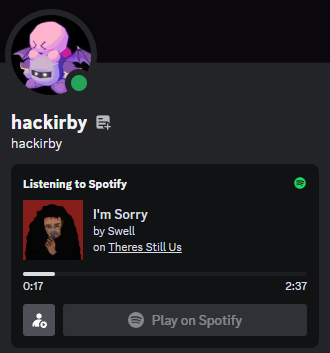 hackirby
hackirby
Listening to Spotify
I'm Sorry
by Swell
on Theres Still Us
0:17 2:37
Play on Spotify